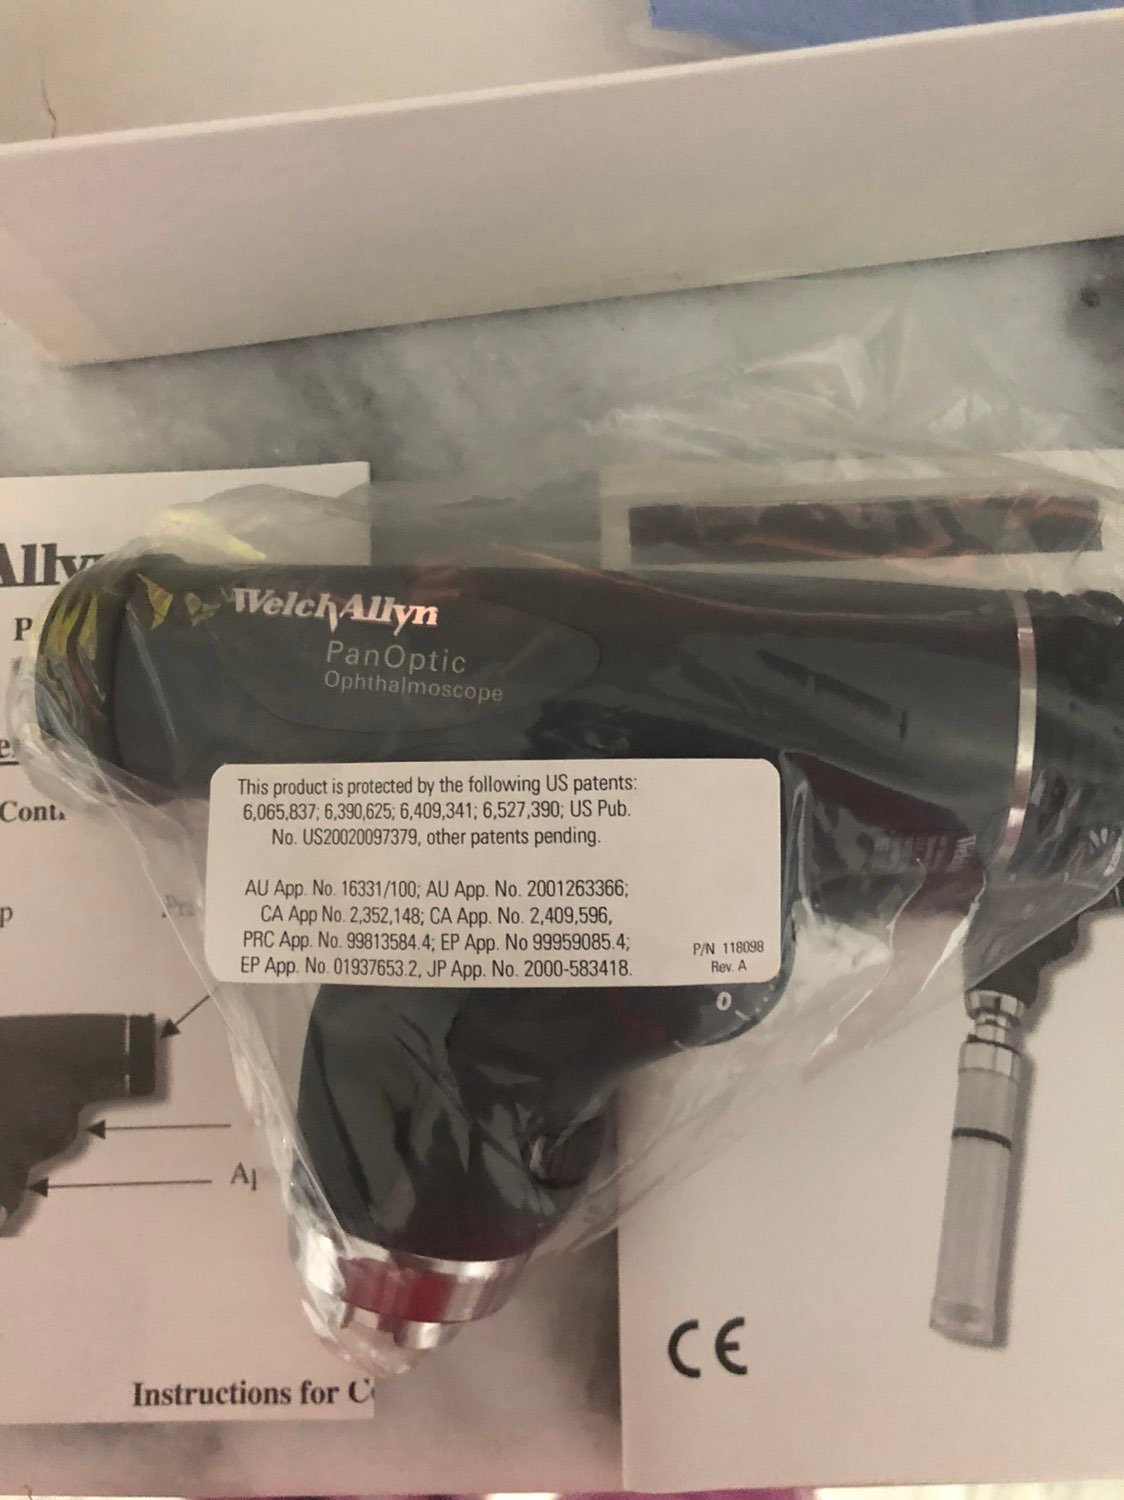 Ally
P
WelchAllyn
PanOptic
Ophthalmoscope
Cont
p
This product is protected by the following US patents:
6,065,837; 6,390,625; 6,409,341; 6,527,390; US Pub.
No. US20020097379, other patents pending.
AU App. No. 16331/100; AU App. No. 2001263366;
CA App No. 2,352,148; CA App. No. 2,409,596,
PRC App. No. 99813584.4; EP App. No 99959085.4;
EP App. No. 01937653.2, JP App. No. 2000-583418.
P/N 118098
Rev. A
0
CE
Instructions for C